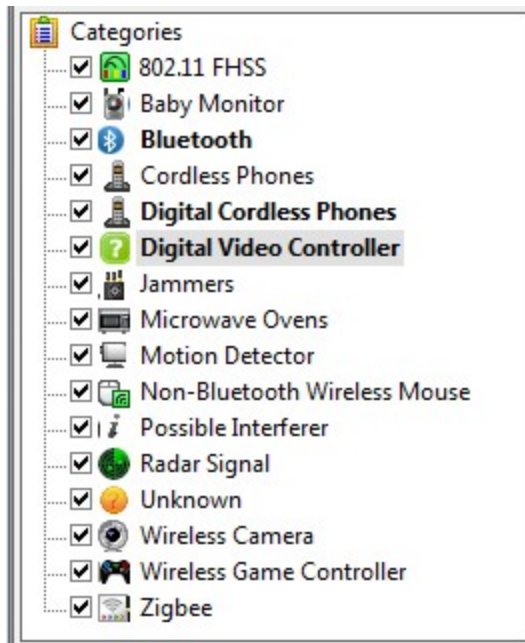 Categories
802.11 FHSS
Baby Monitor
Bluetooth
Cordless Phones
Digital Cordless Phones
Digital Video Controller
Jammers
Microwave Ovens
Motion Detector
Non-Bluetooth Wireless Mouse
Possible Interferer
Radar Signal
Unknown
Wireless Camera
Wireless Game Controller
Zigbee